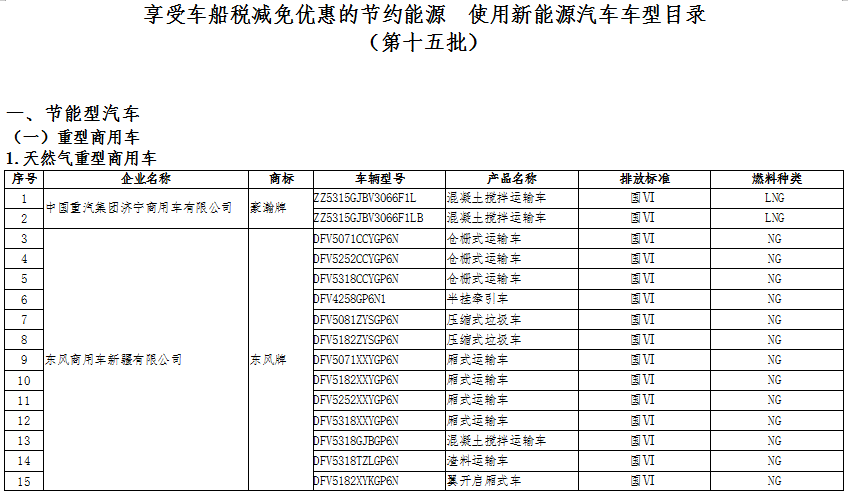 享受车船税减免优惠的节约能源 使用新能源汽车车型目录
（第十五批）
一、节能型汽车
（一）重型商用车
1.天然气重型商用车
序号 企业名称 商标 车辆型号 产品名称 排放标准 燃料种类
1 中国重汽集团济宁商用车有限公司 豪瀚牌 ZZ5315GJBV3066F1L 混凝土搅拌运输车 国Ⅵ LNG
2 ZZ5315GJBV3066F1LB 混凝土搅拌运输车 国Ⅵ LNG
3 东风商用车新疆有限公司 东风牌 DFV5071CCYGP6N 仓栅式运输车 国Ⅵ NG
4 DFV5252CCYGP6N 仓栅式运输车 国Ⅵ NG
5 DFV5318CCYGP6N 仓栅式运输车 国Ⅵ NG
6 DFV4258GP6N1 半挂牵引车 国Ⅵ NG
7 DFV5081ZYSGP6N 压缩式垃圾车 国Ⅵ NG
8 DFV5182ZYSGP6N 压缩式垃圾车 国Ⅵ NG
9 DFV5071XXYGP6N 厢式运输车 国Ⅵ NG
10 DFV5182XXYGP6N 厢式运输车 国Ⅵ NG
11 DFV5252XXYGP6N 厢式运输车 国Ⅵ NG
12 DFV5318XXYGP6N 厢式运输车 国Ⅵ NG
13 DFV5318GJBGP6N 混凝土搅拌运输车 国Ⅵ NG
14 DFV5318TZLGP6N 渣料运输车 国Ⅵ NG
15 DFV5182XYKGP6N 翼开启厢式车 国Ⅵ NG